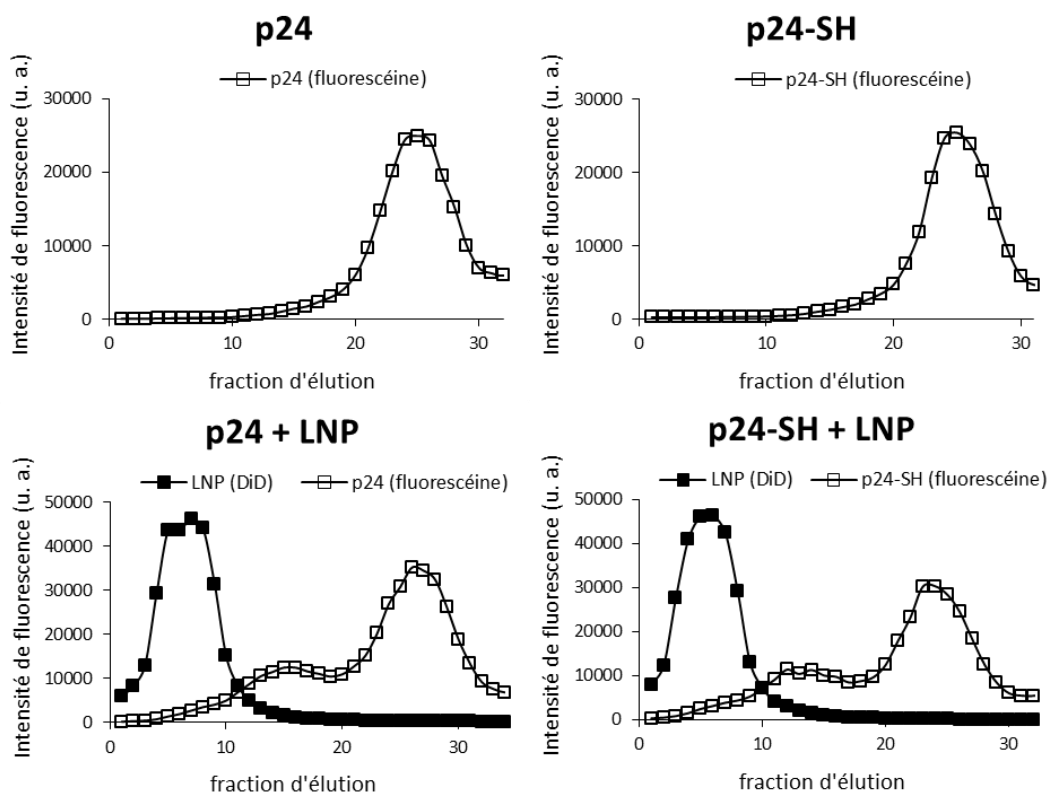 p24
p24 (fluorescéine)
Intensité de fluorescence (u. a.)
30000
20000
10000
0
0 10 20 30
fraction d'élution
p24-SH
p24-SH (fluorescéine)
Intensité de fluorescence (u. a.)
30000
20000
10000
0
0 10 20 30
fraction d'élution
p24 + LNP
LNP (DiD) p24 (fluorescéine)
Intensité de fluorescence (u. a.)
50000
40000
30000
20000
10000
0
0 10 20 30
fraction d'élution
p24-SH + LNP
LNP (DiD) p24-SH (fluorescéine)
Intensité de fluorescence (u. a.)
50000
40000
30000
20000
10000
0
0 10 20 30
fraction d'élution